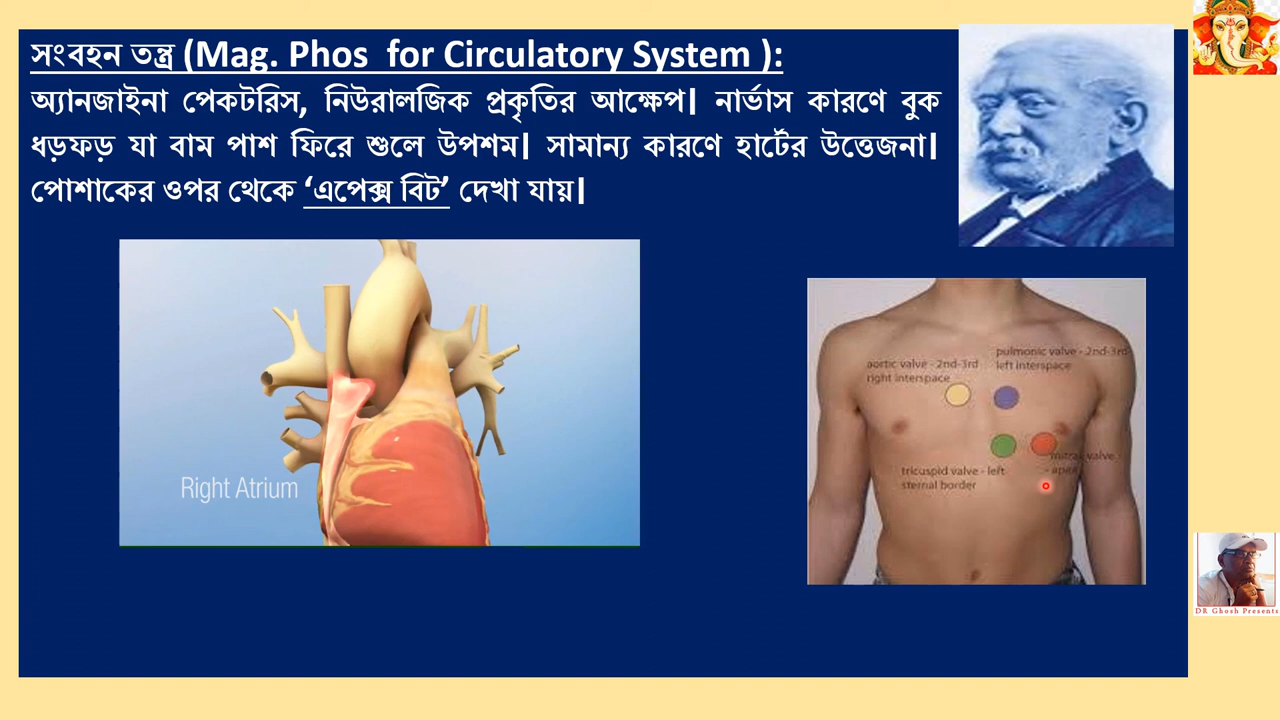 সংবহন তন্ত্র (Mag. Phos for Circulatory System ):
অ্যানজাইনা পেকটরিস, নিউরালজিক প্রকৃতির আক্ষেপ। নার্ভাস কারণে বুক
ধড়ফড় যা বাম পাশ ফিরে শুলে উপশম। সামান্য কারণে হার্টের উত্তেজনা।
পোশাকের ওপর থেকে ‘এপেক্স বিট’ দেখা যায়।
Right Atrium
aortic valve - 2nd-3rd
right interspace
pulmonic valve - 2nd-3rd
left interspace
tricuspid valve - left
sternal border
mitral valve -
- apex
DR Ghosh Presents